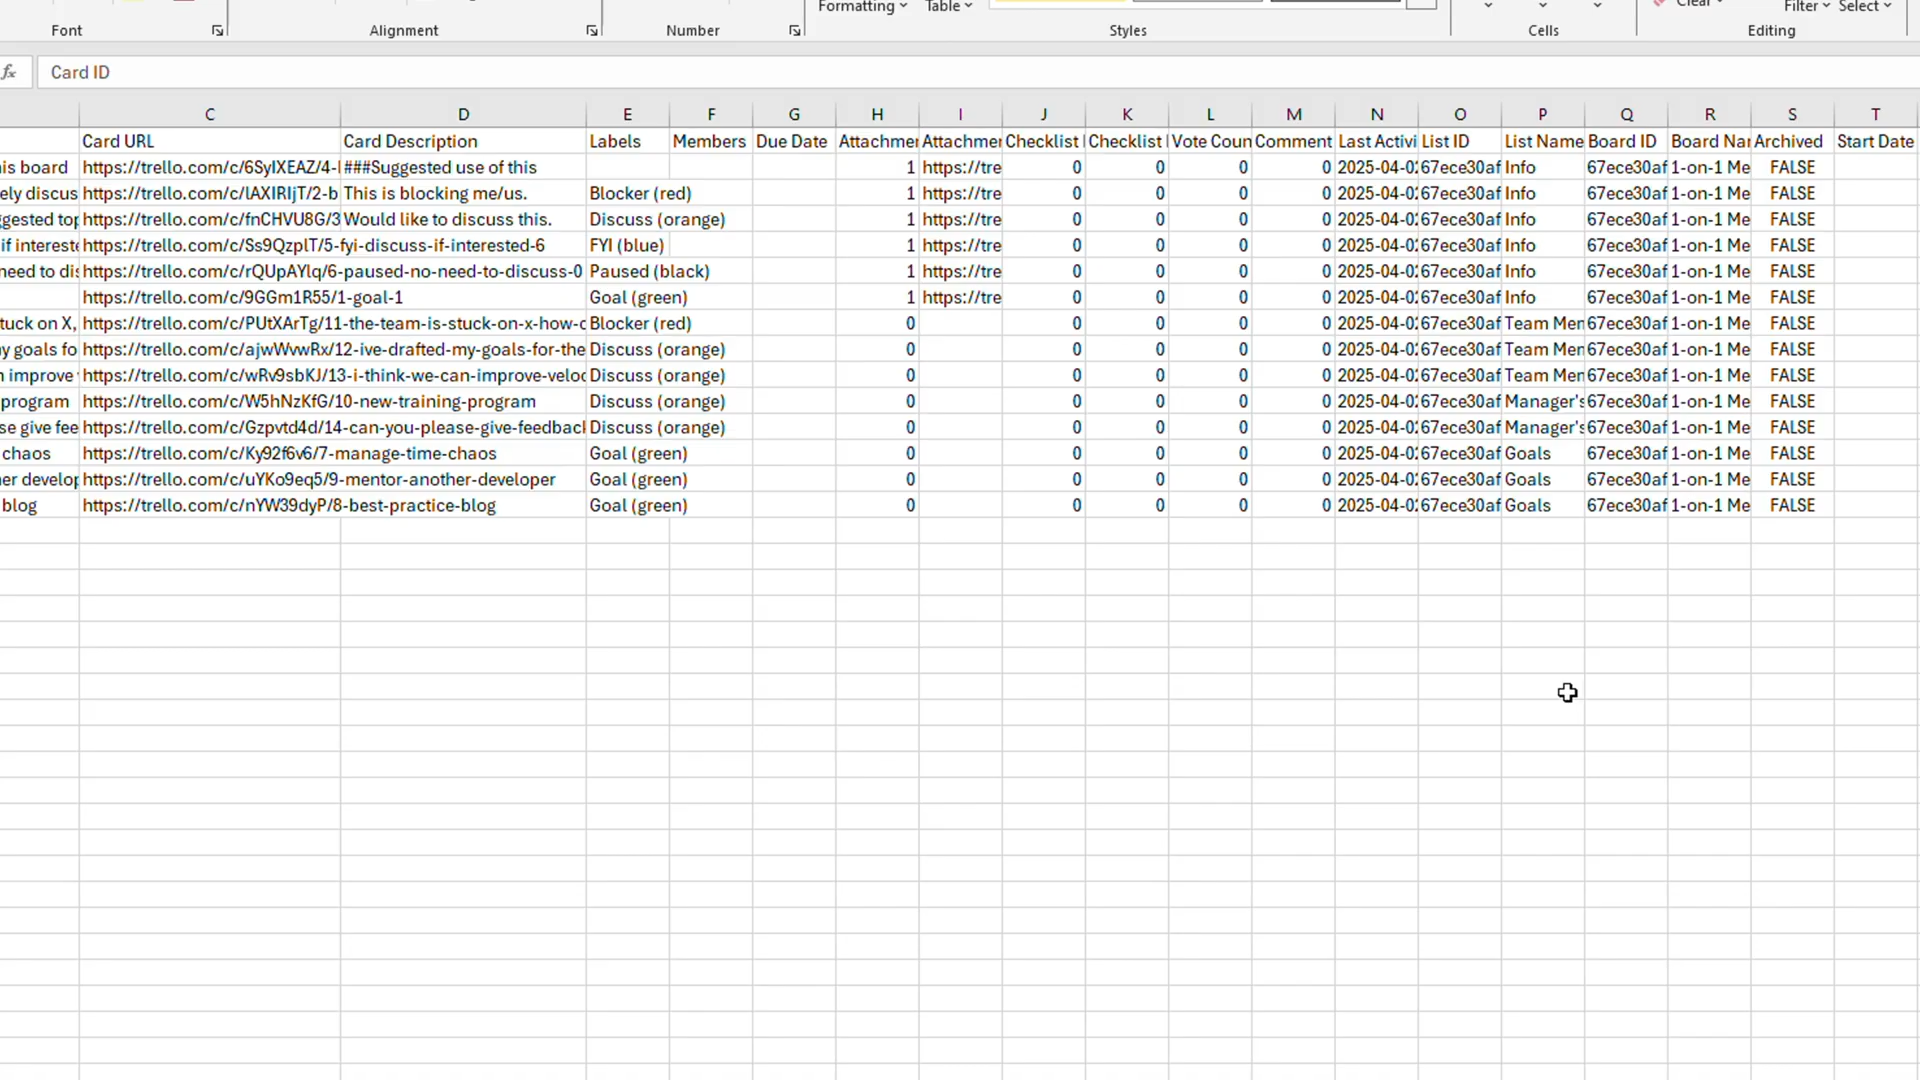 Formatting Table Clear Filter Select
Font Alignment Number Styles Cells Editing
fx Card ID
C D E F G H I J K L M N O P Q R S T
Card URL Card Description Labels Members Due Date Attachmer Attachmer Checklist Checklist Vote Coun Comment Last Activi List ID List Name Board ID Board Nar Archived Start Date
is board https://trello.com/c/6SyIXEAZ/4- ###Suggested use of this 1 https://tre 0 0 0 0 2025-04-02 67ece30af Info 67ece30af 1-on-1 Me FALSE
ely discus https://trello.com/c/lAXIRIjT/2-b This is blocking me/us. Blocker (red) 1 https://tre 0 0 0 0 2025-04-02 67ece30af Info 67ece30af 1-on-1 Me FALSE
ggested top https://trello.com/c/fnCHVU8G/3 Would like to discuss this. Discuss (orange) 1 https://tre 0 0 0 0 2025-04-02 67ece30af Info 67ece30af 1-on-1 Me FALSE
if intereste https://trello.com/c/Ss9QzplT/5-fyi-discuss-if-interested-6 FYI (blue) 1 https://tre 0 0 0 0 2025-04-02 67ece30af Info 67ece30af 1-on-1 Me FALSE
need to dis https://trello.com/c/rQUpAYlq/6-paused-no-need-to-discuss-0 Paused (black) 1 https://tre 0 0 0 0 2025-04-02 67ece30af Info 67ece30af 1-on-1 Me FALSE
https://trello.com/c/9GGm1R55/1-goal-1 Goal (green) 1 https://tre 0 0 0 0 2025-04-02 67ece30af Info 67ece30af 1-on-1 Me FALSE
tuck on X, https://trello.com/c/PUtXArTg/11-the-team-is-stuck-on-x-how-c Blocker (red) 0 0 0 0 0 2025-04-02 67ece30af Team Mem 67ece30af 1-on-1 Me FALSE
y goals fo https://trello.com/c/ajwWvwRx/12-ive-drafted-my-goals-for-the Discuss (orange) 0 0 0 0 0 2025-04-02 67ece30af Team Mem 67ece30af 1-on-1 Me FALSE
improve https://trello.com/c/wRv9sbKJ/13-i-think-we-can-improve-veloc Discuss (orange) 0 0 0 0 0 2025-04-02 67ece30af Team Mem 67ece30af 1-on-1 Me FALSE
program https://trello.com/c/W5hNzKfG/10-new-training-program Discuss (orange) 0 0 0 0 0 2025-04-02 67ece30af Manager's 67ece30af 1-on-1 Me FALSE
se give fee https://trello.com/c/Gzpvtd4d/14-can-you-please-give-feedback Discuss (orange) 0 0 0 0 0 2025-04-02 67ece30af Manager's 67ece30af 1-on-1 Me FALSE
chaos https://trello.com/c/Ky92f6v6/7-manage-time-chaos Goal (green) 0 0 0 0 0 2025-04-02 67ece30af Goals 67ece30af 1-on-1 Me FALSE
er develop https://trello.com/c/uYKo9eq5/9-mentor-another-developer Goal (green) 0 0 0 0 0 2025-04-02 67ece30af Goals 67ece30af 1-on-1 Me FALSE
blog https://trello.com/c/nYW39dyP/8-best-practice-blog Goal (green) 0 0 0 0 0 2025-04-02 67ece30af Goals 67ece30af 1-on-1 Me FALSE